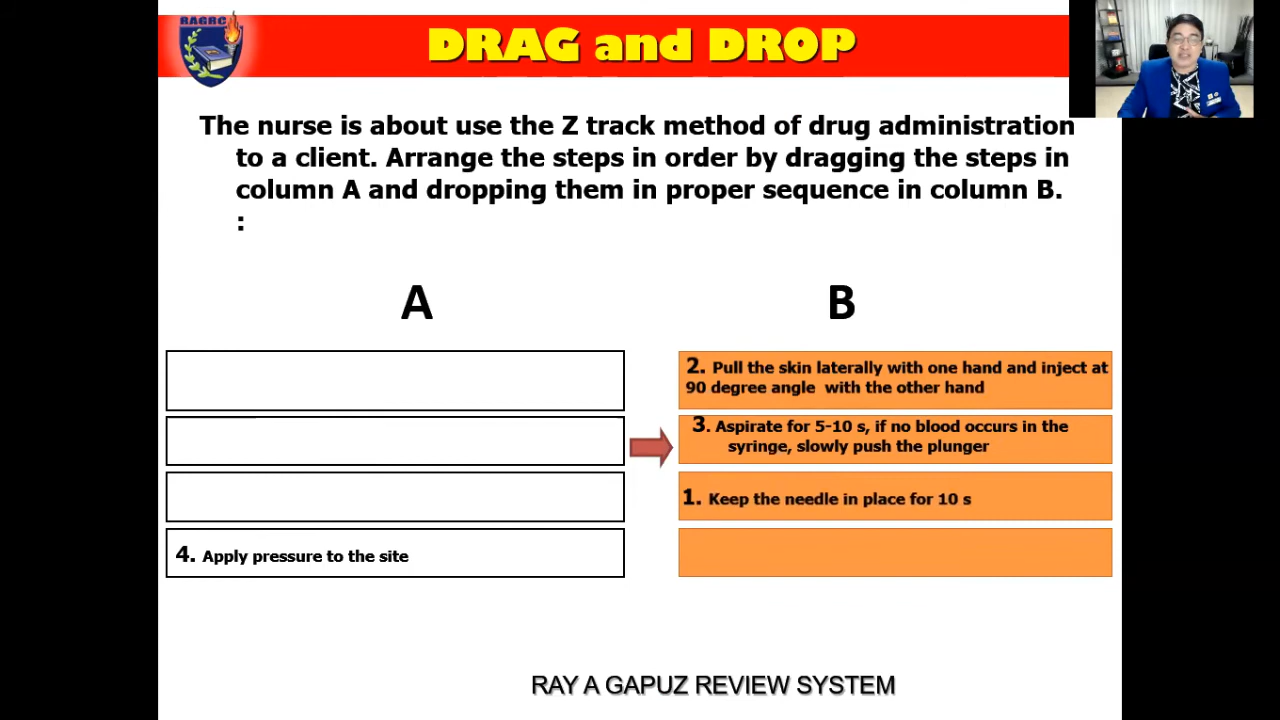 RAGRC
DRAG and DROP
The nurse is about use the Z track method of drug administration
to a client. Arrange the steps in order by dragging the steps in
column A and dropping them in proper sequence in column B.
:
A
B
2. Pull the skin laterally with one hand and inject at
90 degree angle with the other hand
3. Aspirate for 5-10 s, if no blood occurs in the
syringe, slowly push the plunger
1. Keep the needle in place for 10 s
4. Apply pressure to the site
RAY A GAPUZ REVIEW SYSTEM